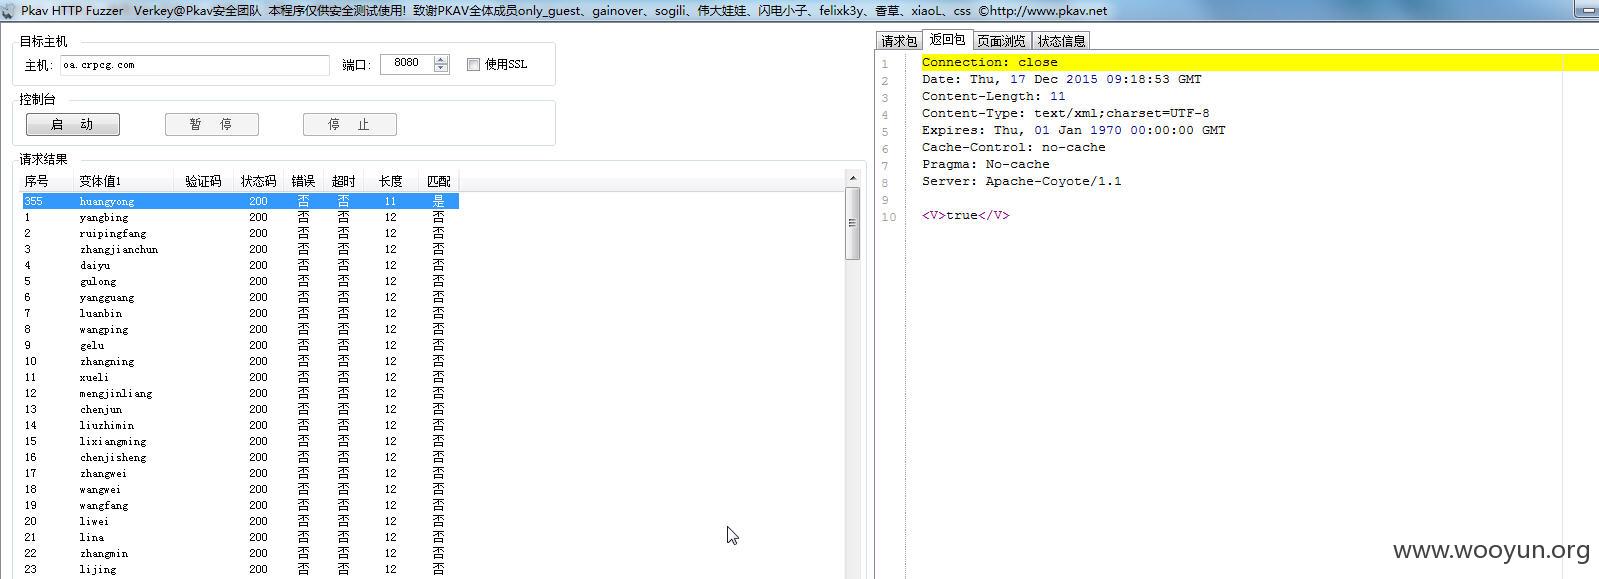 Pkav HTTP Fuzzer Verkey@Pkav安全团队 本程序仅供安全测试使用! 致谢PKAV全体成员only_guest、gainover、sogili、伟大娃娃、闪电小子、felixk3y、香草、xiaoL、css ©http://www.pkav.net
目标主机
主机: oa.crpcg.com 端口: 8080 使用SSL
控制台
启 动 暂 停 停 止
请求结果
序号 变体值1 验证码 状态码 错误 超时 长度 匹配
355 huangyong 200 否 否 11 是
1 yangbing 200 否 否 12 否
2 ruipingfang 200 否 否 12 否
3 zhangjianchun 200 否 否 12 否
4 daiyu 200 否 否 12 否
5 gulong 200 否 否 12 否
6 yangguang 200 否 否 12 否
7 luanbin 200 否 否 12 否
8 wangping 200 否 否 12 否
9 gelu 200 否 否 12 否
10 zhangning 200 否 否 12 否
11 xueli 200 否 否 12 否
12 mengjinliang 200 否 否 12 否
13 chenjun 200 否 否 12 否
14 liuzhimin 200 否 否 12 否
15 lixiangming 200 否 否 12 否
16 chenjisheng 200 否 否 12 否
17 zhangwei 200 否 否 12 否
18 wangwei 200 否 否 12 否
19 wangfang 200 否 否 12 否
20 liwei 200 否 否 12 否
21 lina 200 否 否 12 否
22 zhangmin 200 否 否 12 否
23 lijing 200 否 否 12 否
请求包 返回包 页面浏览 状态信息
1 Connection: close
2 Date: Thu, 17 Dec 2015 09:18:53 GMT
3 Content-Length: 11
4 Content-Type: text/xml;charset=UTF-8
5 Expires: Thu, 01 Jan 1970 00:00:00 GMT
6 Cache-Control: no-cache
7 Pragma: No-cache
8 Server: Apache-Coyote/1.1
9
10 <V>true</V>
www.wooyun.org